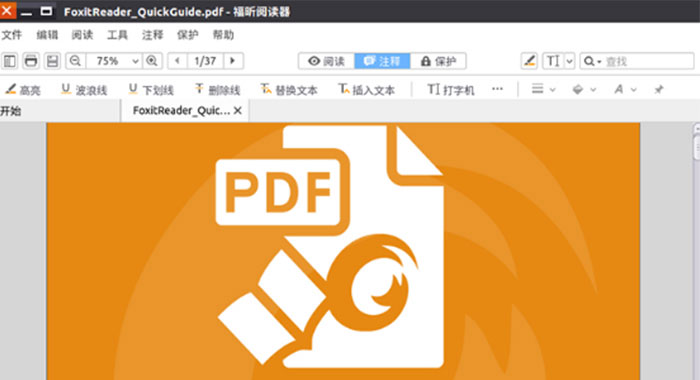 FoxitReader_QuickGuide.pdf - 福昕阅读器
文件 编辑 阅读 工具 注释 保护 帮助
75% 1/37 阅读 注释 保护 TI 查找
高亮 U 波浪线 U 下划线 T 删除线 T 替换文本 T 插入文本 TI 打字机 ... A
开始 FoxitReader_Quic... ×
PDF